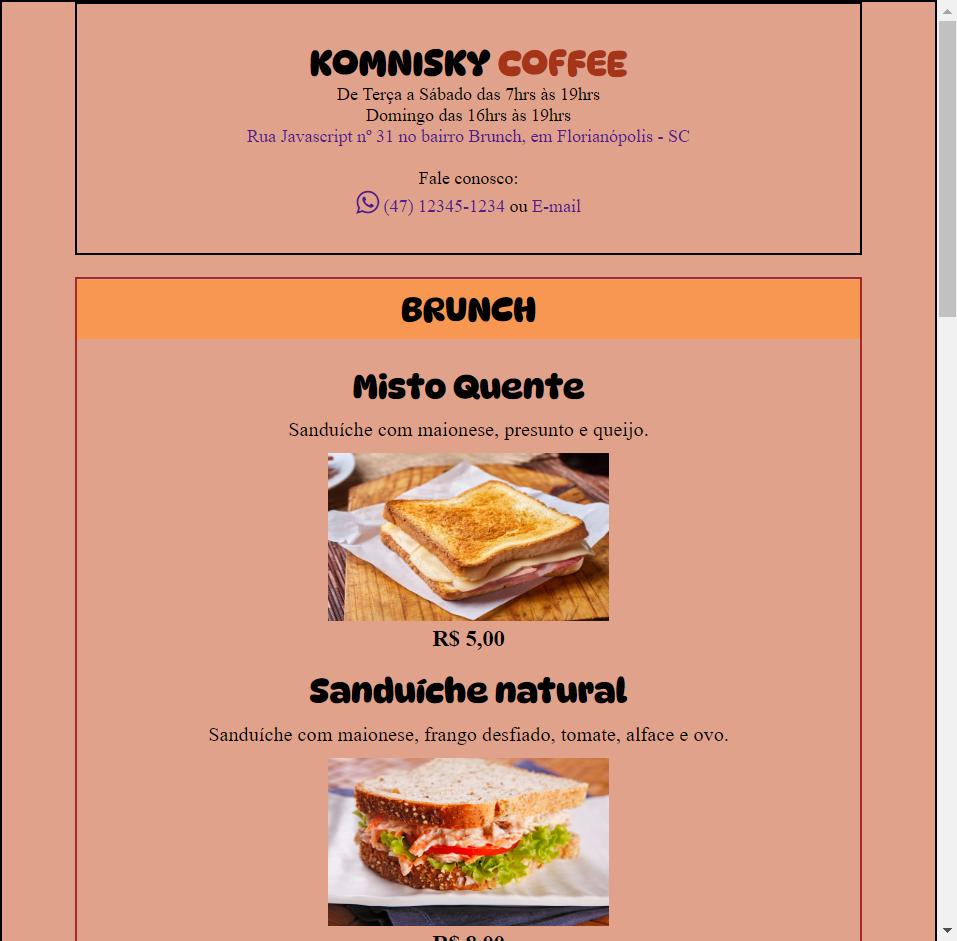 KOMNISKY COFFEE
De Terça a Sábado das 7hrs às 19hrs
Domingo das 16hrs às 19hrs
Rua Javascript nº 31 no bairro Brunch, em Florianópolis - SC
Fale conosco:
(47) 12345-1234 ou E-mail
BRUNCH
Misto Quente
Sanduíche com maionese, presunto e queijo.
R$ 5,00
Sanduíche natural
Sanduíche com maionese, frango desfiado, tomate, alface e ovo.